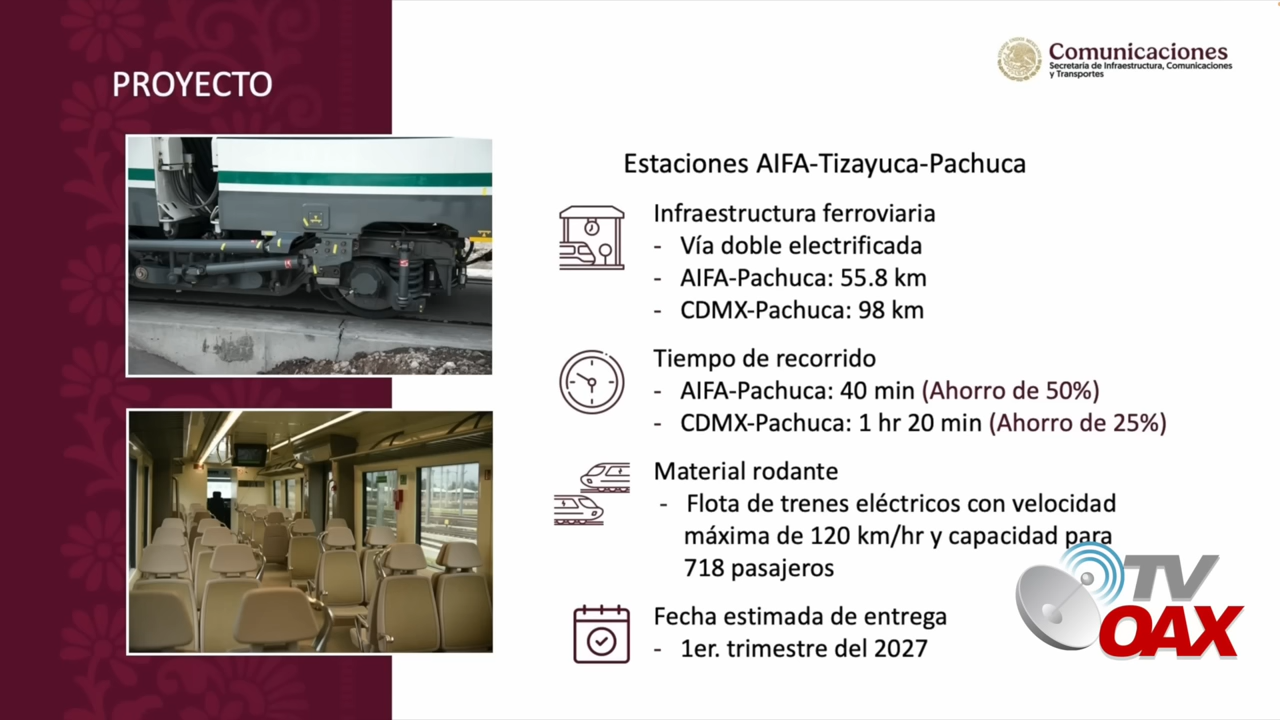 PROYECTO
Comunicaciones
Secretaría de Infraestructura, Comunicaciones
y Transportes
Estaciones AIFA-Tizayuca-Pachuca
Infraestructura ferroviaria
- Vía doble electrificada
- AIFA-Pachuca: 55.8 km
- CDMX-Pachuca: 98 km
Tiempo de recorrido
- AIFA-Pachuca: 40 min (Ahorro de 50%)
- CDMX-Pachuca: 1 hr 20 min (Ahorro de 25%)
Material rodante
- Flota de trenes eléctricos con velocidad
máxima de 120 km/hr y capacidad para
718 pasajeros
Fecha estimada de entrega
- 1er. trimestre del 2027
TV
OAX